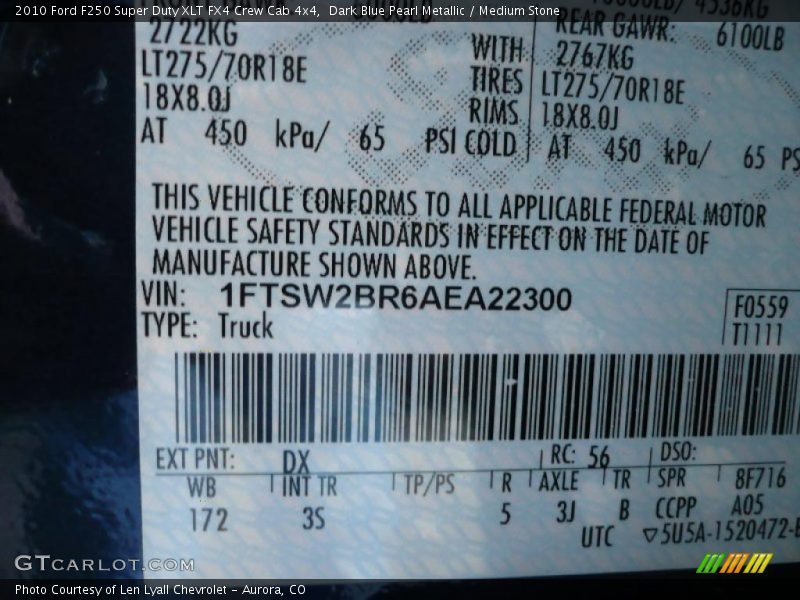 2010 Ford F250 Super Duty XLT FX4 Crew Cab 4x4, Dark Blue Pearl Metallic / Medium Stone
4536KG
2722KG WITH REAR GAWR: 6100LB
LT275/70R18E TIRES 2767KG
18X8.0J RIMS LT275/70R18E
AT 450 kPa/ 65 PSI COLD 18X8.0J
AT 450 kPa/ 65 PS
THIS VEHICLE CONFORMS TO ALL APPLICABLE FEDERAL MOTOR
VEHICLE SAFETY STANDARDS IN EFFECT ON THE DATE OF
MANUFACTURE SHOWN ABOVE.
VIN: 1FTSW2BR6AEA22300
TYPE: Truck
F0559
T1111
EXT PNT: DX RC: 56 DSO:
WB INT TR TP/PS R AXLE TR SPR 8F716
172 3S 5 3J B CCPP A05
UTC ▽5U5A-1520472-
GTCARLOT.COM
Photo Courtesy of Len Lyall Chevrolet - Aurora, CO